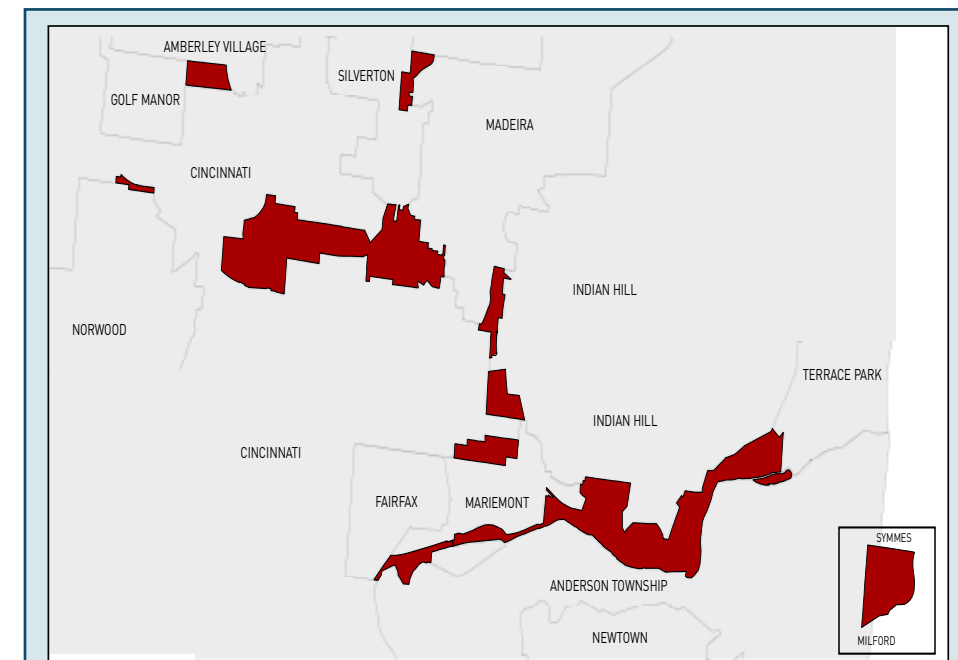 AMBERLEY VILLAGE
SILVERTON
GOLF MANOR
MADEIRA
CINCINNATI
INDIAN HILL
NORWOOD
TERRACE PARK
INDIAN HILL
CINCINNATI
FAIRFAX
MARIEMONT
SYMMES
ANDERSON TOWNSHIP
NEWTOWN
MILFORD